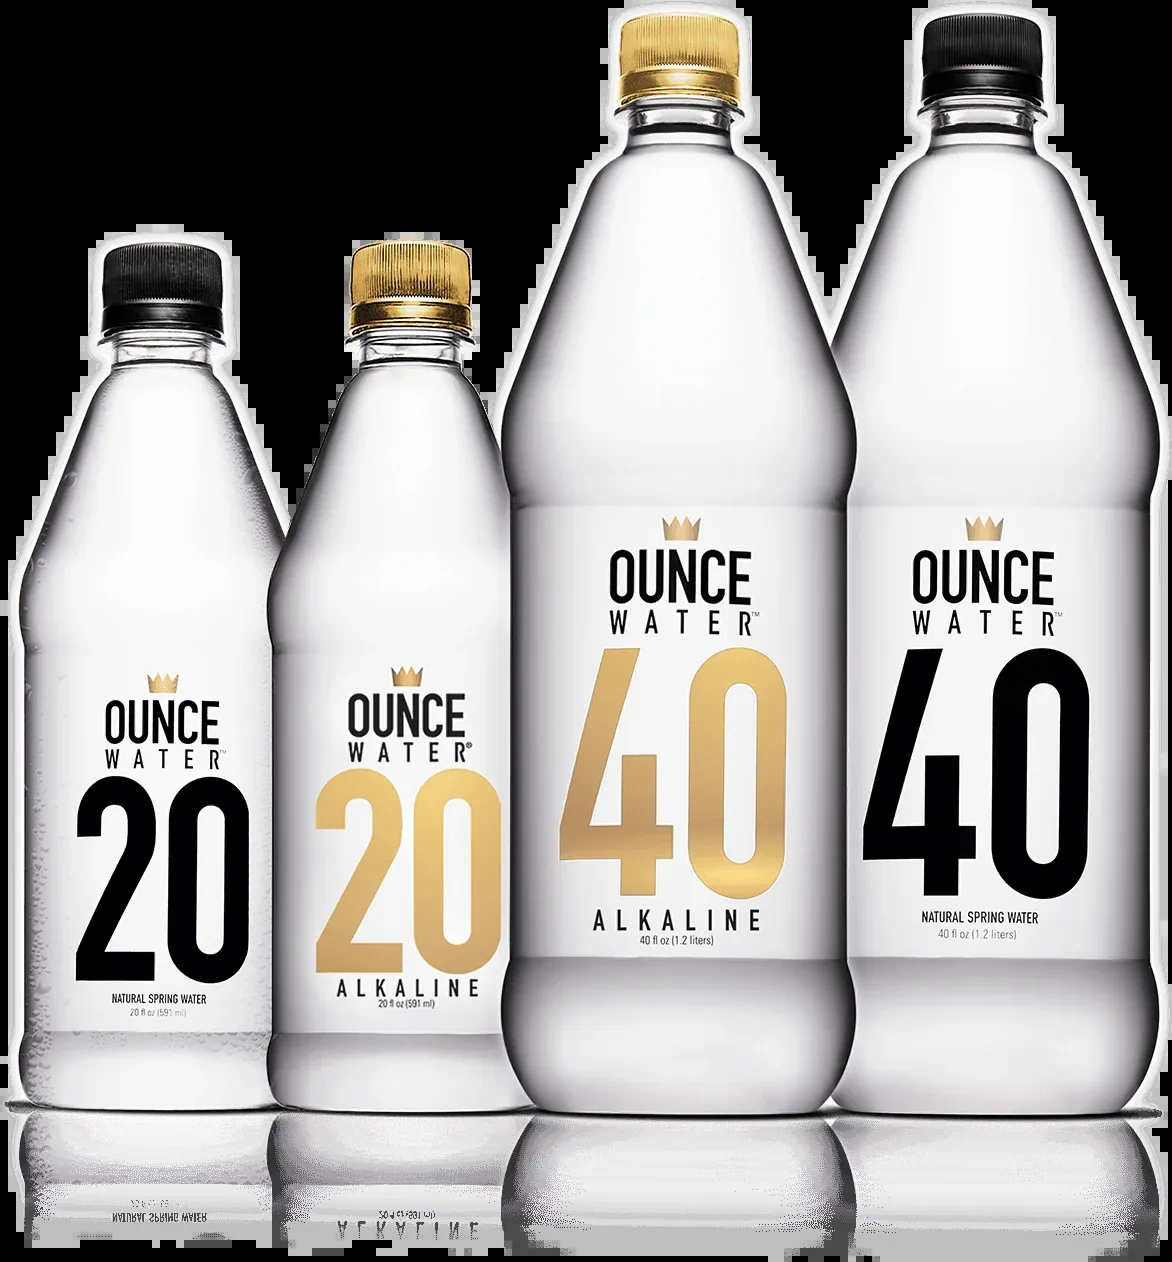 OUNCE
WATER™
20
NATURAL SPRING WATER
20 fl oz (591 ml)
OUNCE
WATER®
20
ALKALINE
20 fl oz (591 ml)
OUNCE
WATER™
40
ALKALINE
40 fl oz (1.2 liters)
OUNCE
WATER™
40
NATURAL SPRING WATER
40 fl oz (1.2 liters)